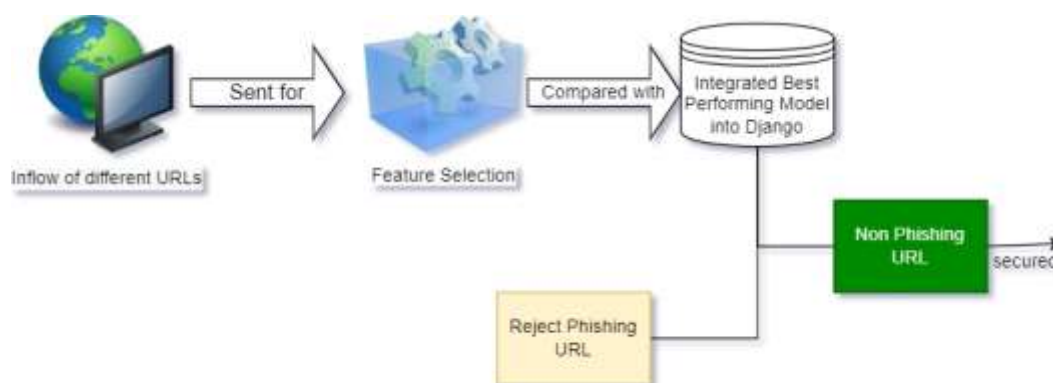 Sent for
Compared with
Integrated Best
Performing Model
into Django
Inflow of different URLs
Feature Selection
Non Phishing
URL
secured
Reject Phishing
URL